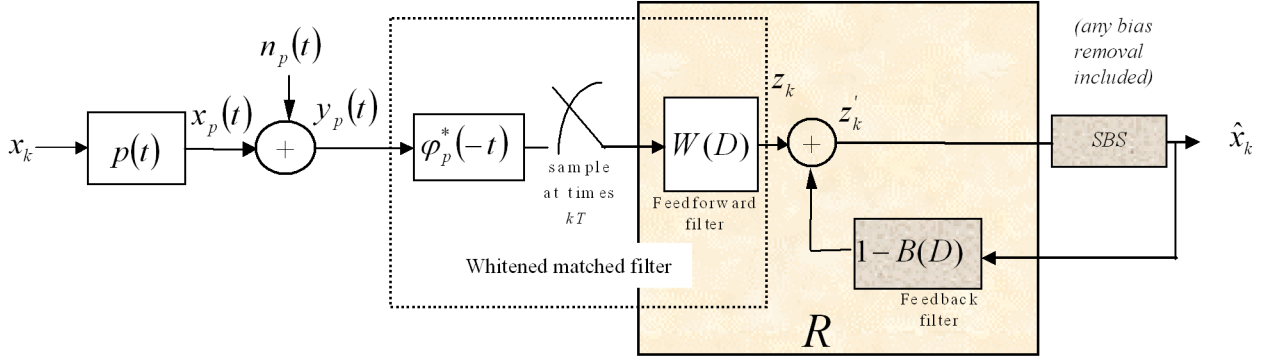 n_p(t)
x_k
p(t)
x_p(t)
+
y_p(t)
φ_p^*(-t)
sample
at times
kT
W(D)
Feedforward
filter
z_k
+
z'_k
(any bias
removal
included)
SBS
x̂_k
1-B(D)
Feedback
filter
Whitened matched filter
R